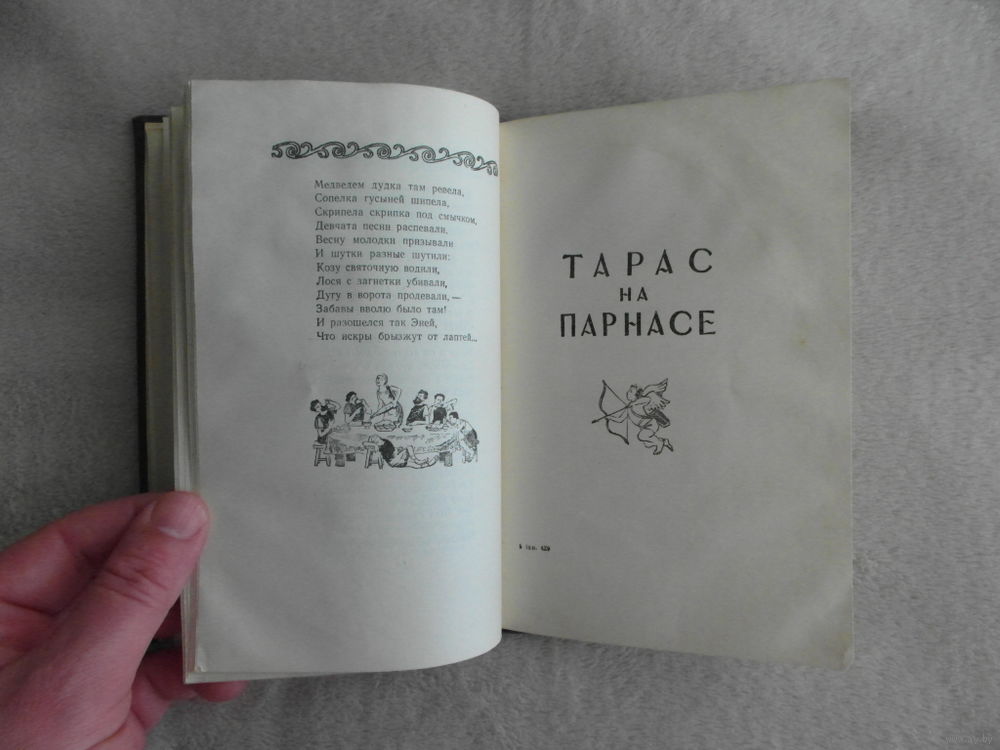 Медведем дудка там ревела,
Сопелка гусыней шипела,
Скрипела скрипка под смычком,
Девчата песни распевали,
Весну молодки призывали
И шутки разные шутили:
Козу святочную водили,
Лося с загнетки убивали,
Дугу в ворота продевали,—
Забавы вволю было там!
И разошелся так Эней,
Что искры брызжут от лаптей...
ТАРАС
НА
ПАРНАСЕ
429